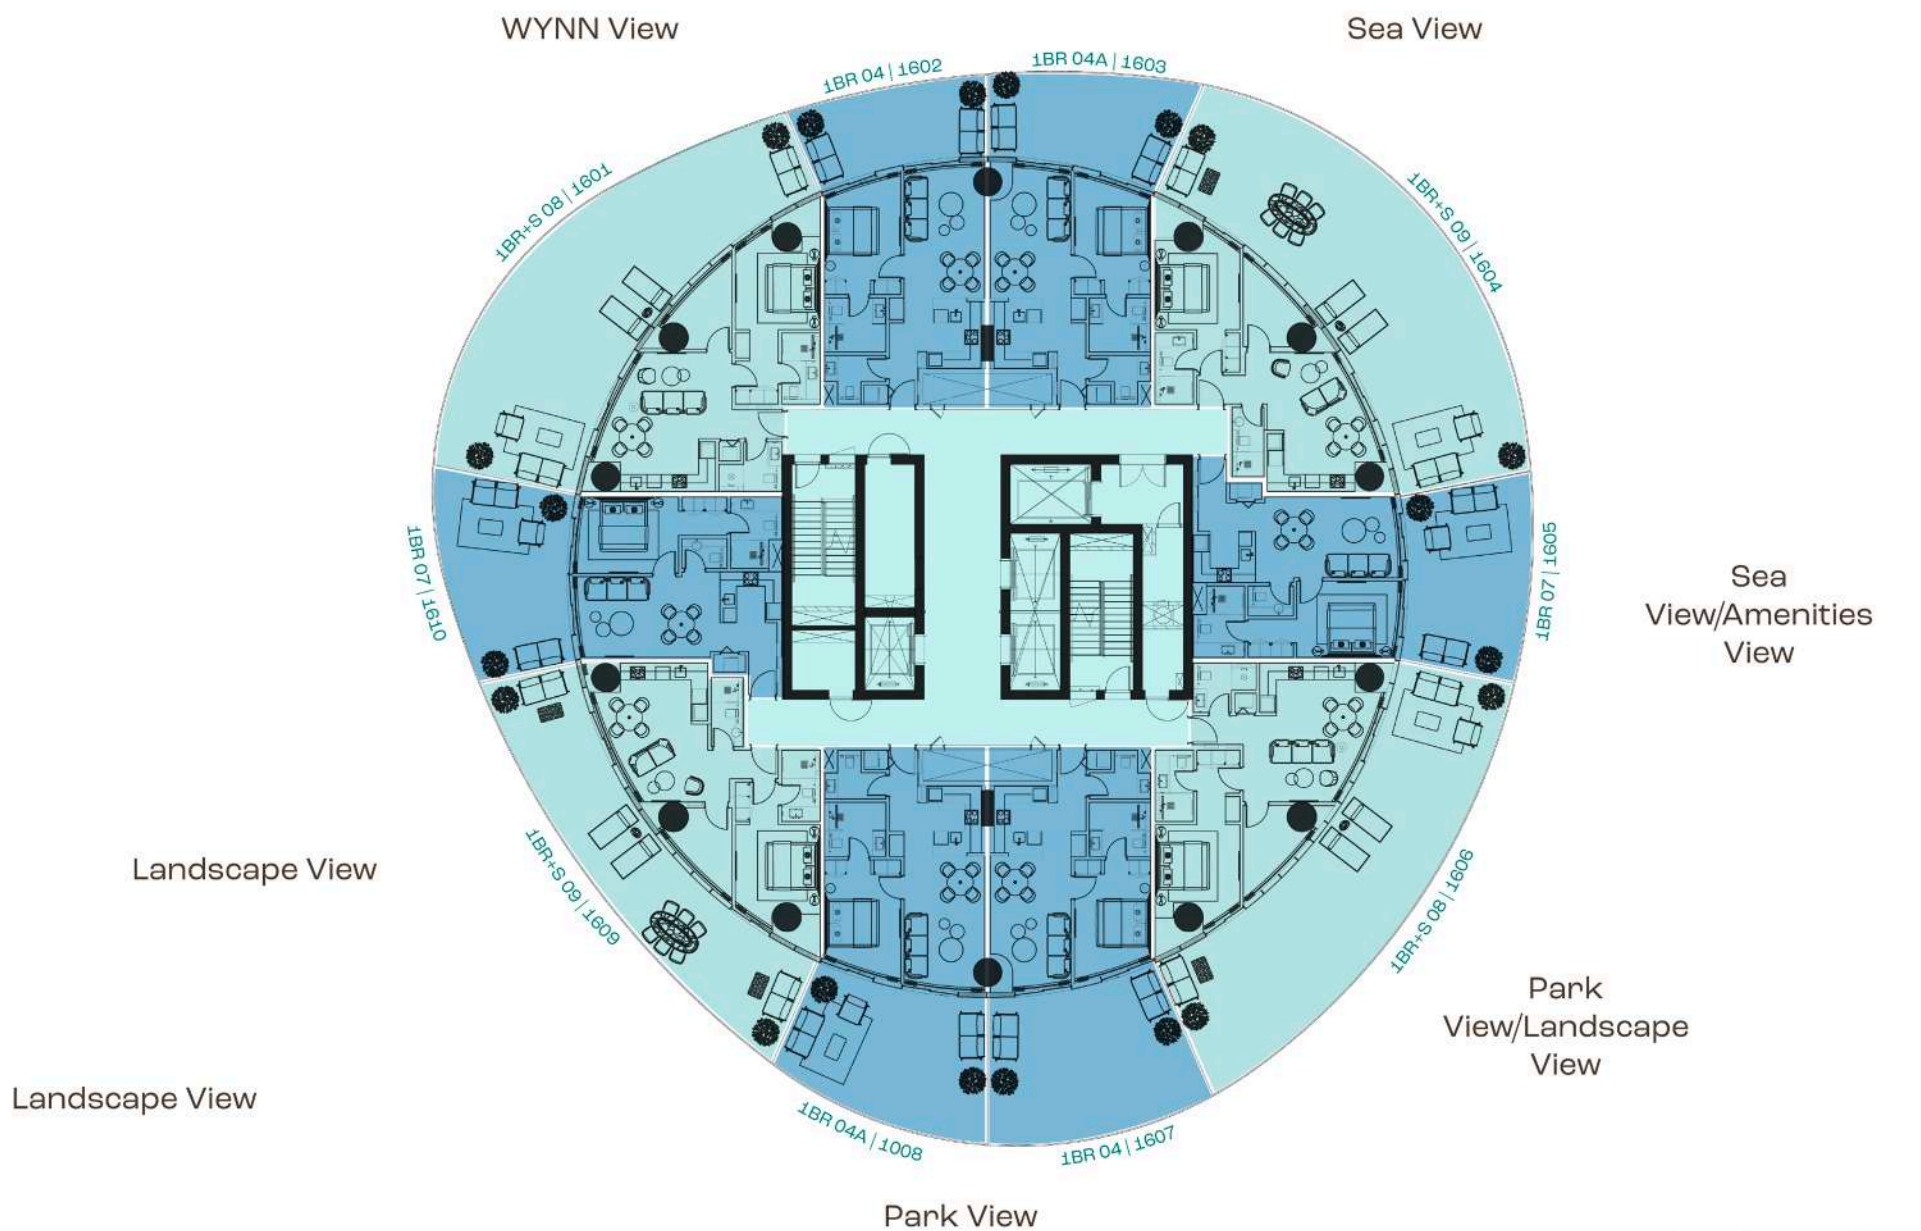 WYNN View
Sea View
1BR 04 | 1602
1BR 04A | 1603
1BR+S 08 | 1601
1BR+S 09 | 1604
1BR 07 | 1610
1BR 07 | 1605
Sea
View/Amenities
View
Landscape View
1BR+S 09 | 1609
1BR+S 08 | 1606
Park
View/Landscape
View
Landscape View
1BR 04A | 1008
1BR 04 | 1607
Park View